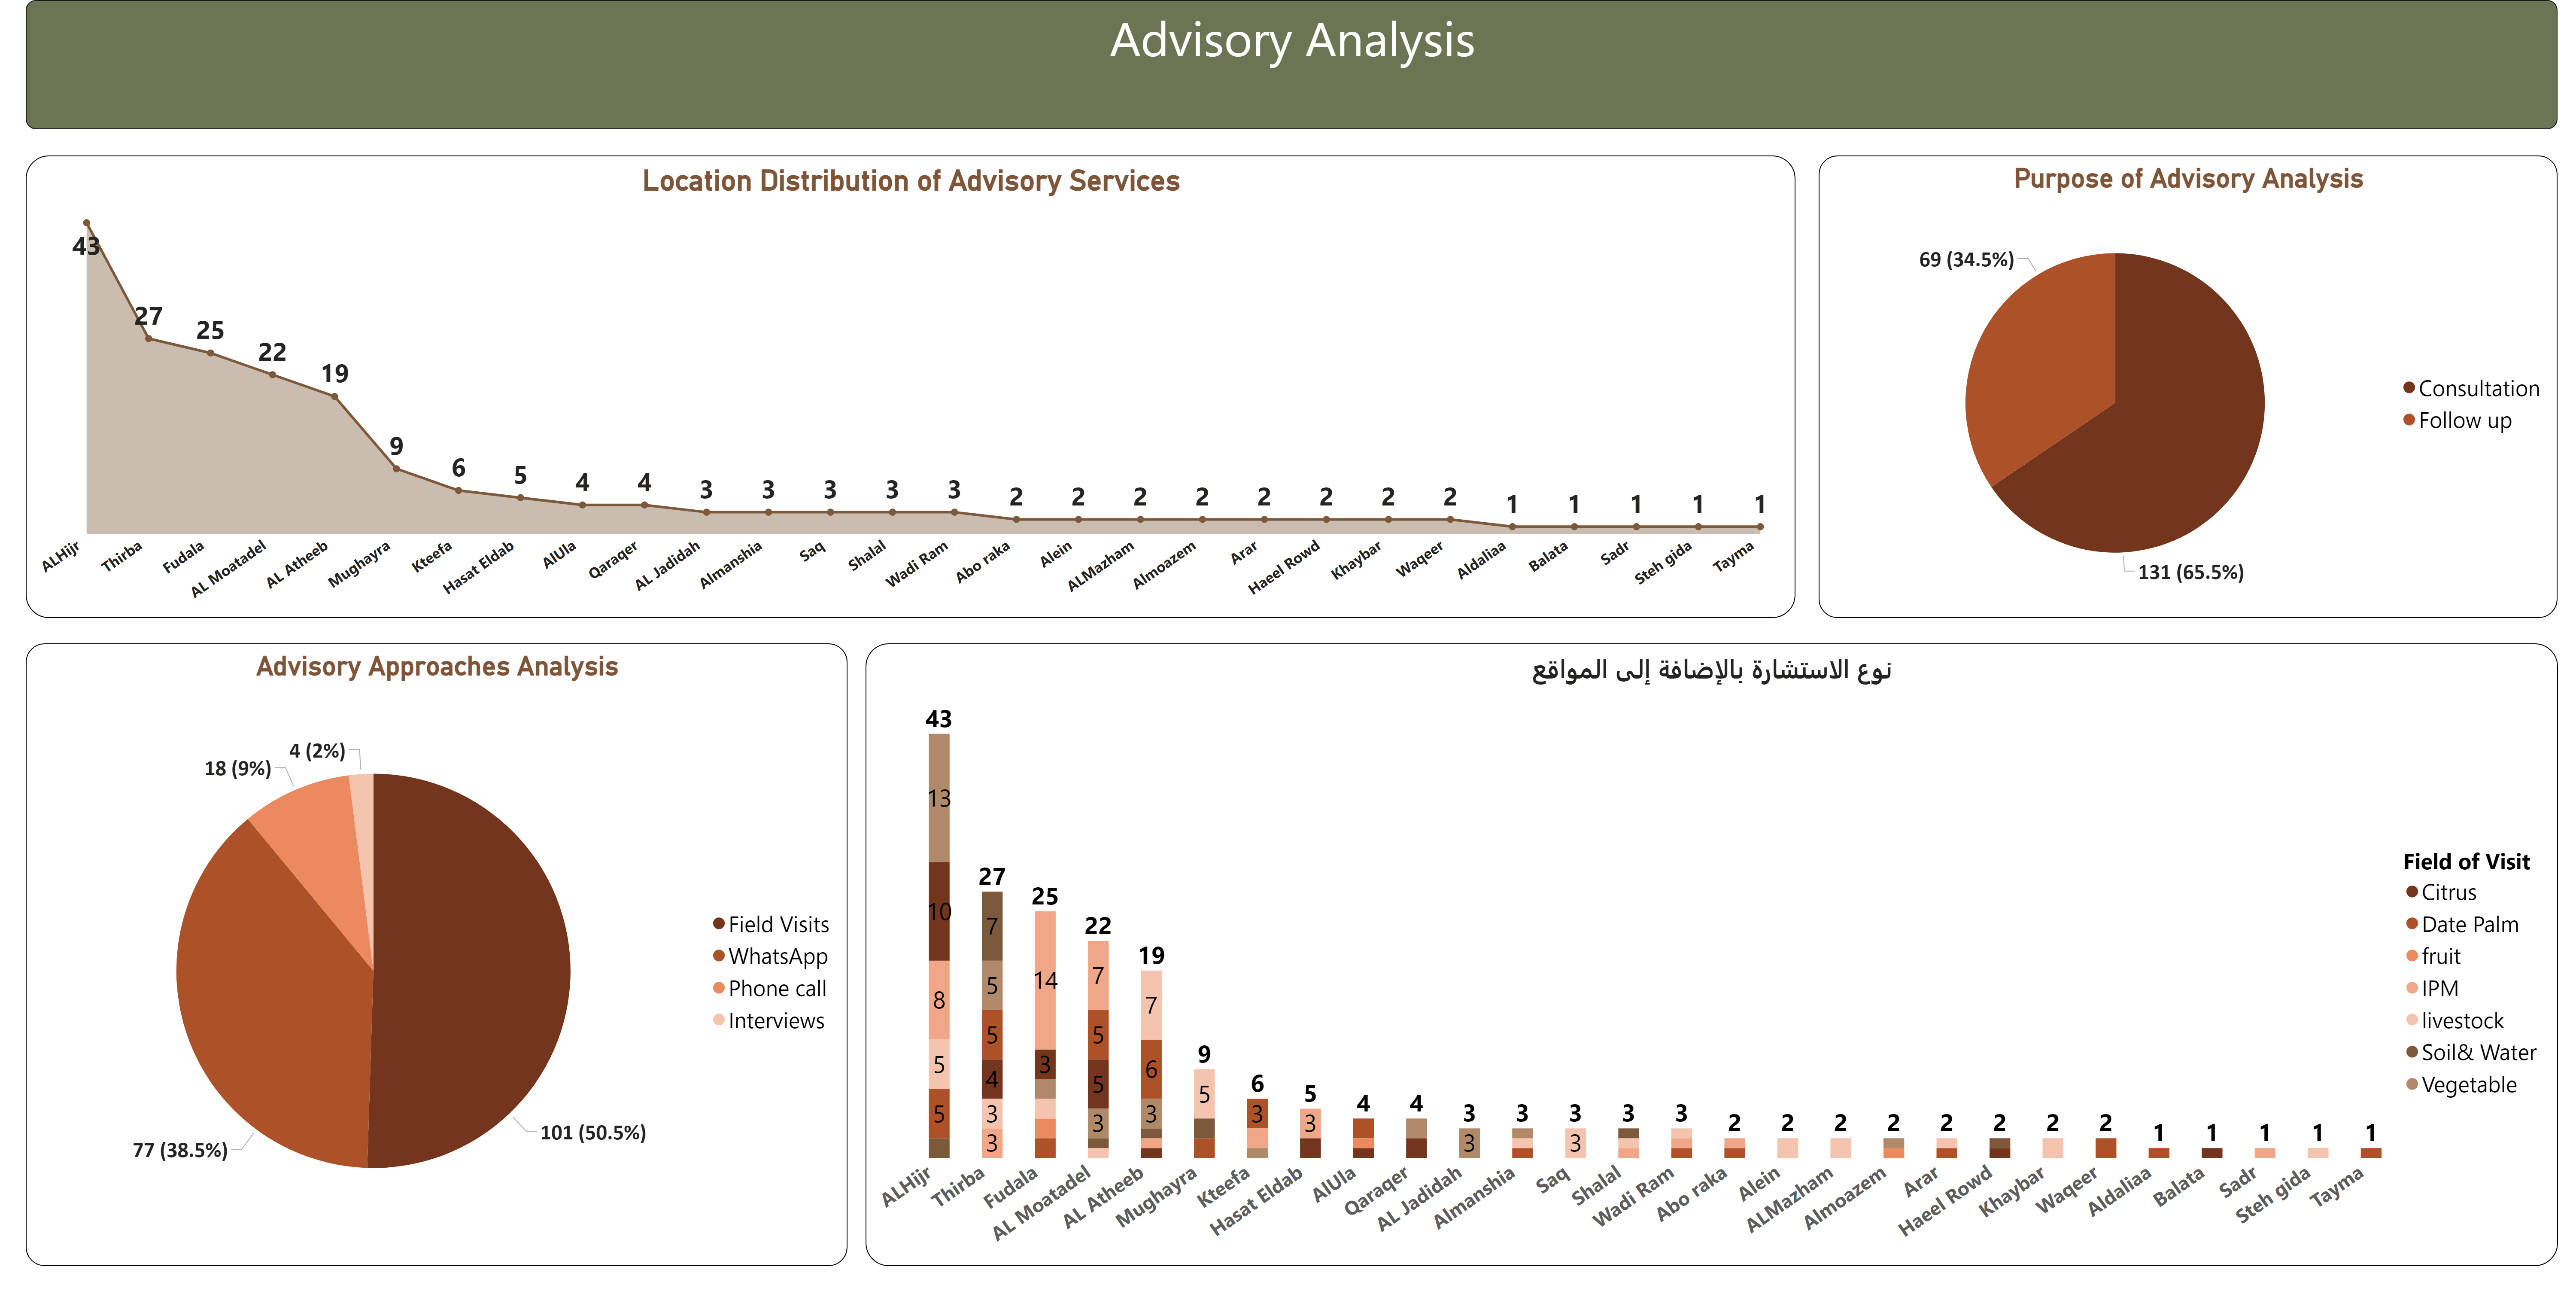 Advisory Analysis
Location Distribution of Advisory Services
43
27
25
22
19
9
6
5
4
4
3
3
3
3
3
2
2
2
2
2
2
2
2
1
1
1
1
1
ALHijr
Thirba
Fudala
AL Moatadel
AL Atheeb
Mughayra
Kteefa
Hasat Eldab
AlUla
Qaraqer
AL Jadidah
Almanshia
Saq
Shalal
Wadi Ram
Abo raka
Alein
ALMazham
Almoazem
Arar
Haeel Rowd
Khaybar
Waqeer
Aldaliaa
Balata
Sadr
Steh gida
Tayma
Purpose of Advisory Analysis
69 (34.5%)
131 (65.5%)
Consultation
Follow up
Advisory Approaches Analysis
4 (2%)
18 (9%)
77 (38.5%)
101 (50.5%)
Field Visits
WhatsApp
Phone call
Interviews
نوع الاستشارة بالإضافة إلى المواقع
43
13
10
8
5
5
27
7
5
5
4
3
3
25
14
3
22
7
5
5
3
19
7
6
3
9
5
6
3
5
3
4
4
3
3
3
3
3
3
3
2
2
2
2
2
2
2
2
1
1
1
1
1
ALHijr
Thirba
Fudala
AL Moatadel
AL Atheeb
Mughayra
Kteefa
Hasat Eldab
AlUla
Qaraqer
AL Jadidah
Almanshia
Saq
Shalal
Wadi Ram
Abo raka
Alein
ALMazham
Almoazem
Arar
Haeel Rowd
Khaybar
Waqeer
Aldaliaa
Balata
Sadr
Steh gida
Tayma
Field of Visit
Citrus
Date Palm
fruit
IPM
livestock
Soil& Water
Vegetable